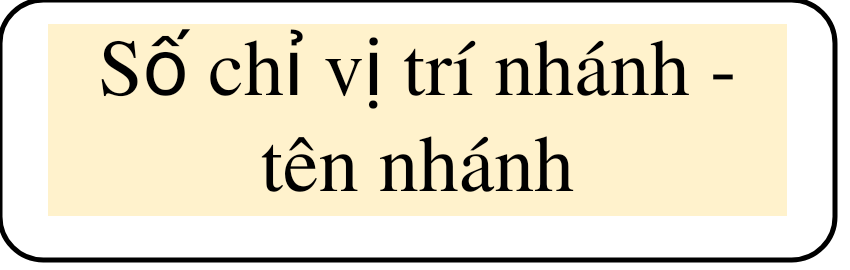 Số chỉ vị trí nhánh -
tên nhánh